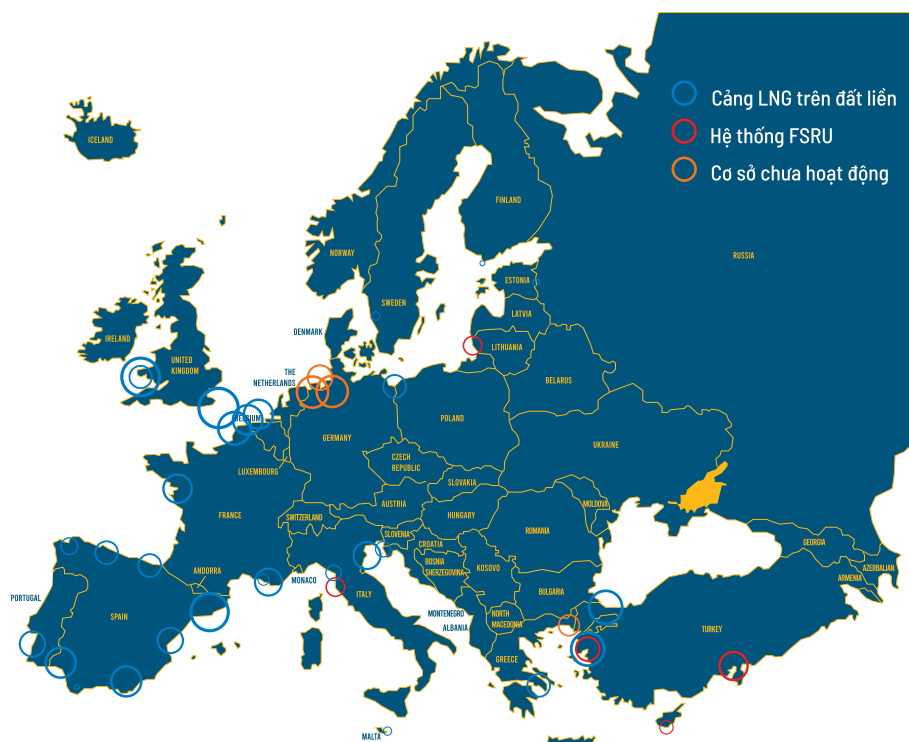 Cảng LNG trên đất liền
Hệ thống FSRU
Cơ sở chưa hoạt động
ICELAND
FINLAND
NORWAY
RUSSIA
ESTONIA
SWEDEN
LATVIA
DENMARK
IRELAND
LITHUANIA
UNITED
KINGDOM
THE
NETHERLANDS
BELARUS
BELGIUM
POLAND
GERMANY
UKRAINE
CZECH
REPUBLIC
LUXEMBOURG
SLOVAKIA
AUSTRIA
MOLDOVA
FRANCE
SWITZERLAND
HUNGARY
ROMANIA
SLOVENIA
CROATIA
GEORGIA
BOSNIA
SHERZEGOVINA
KOSOVO
AZERBAIJAN
ANDORRA
MONACO
ARMENIA
ITALY
BULGARIA
PORTUGAL
SPAIN
MONTENEGRO
NORTH
MACEDONIA
ALBANIA
TURKEY
GREECE
MALTA